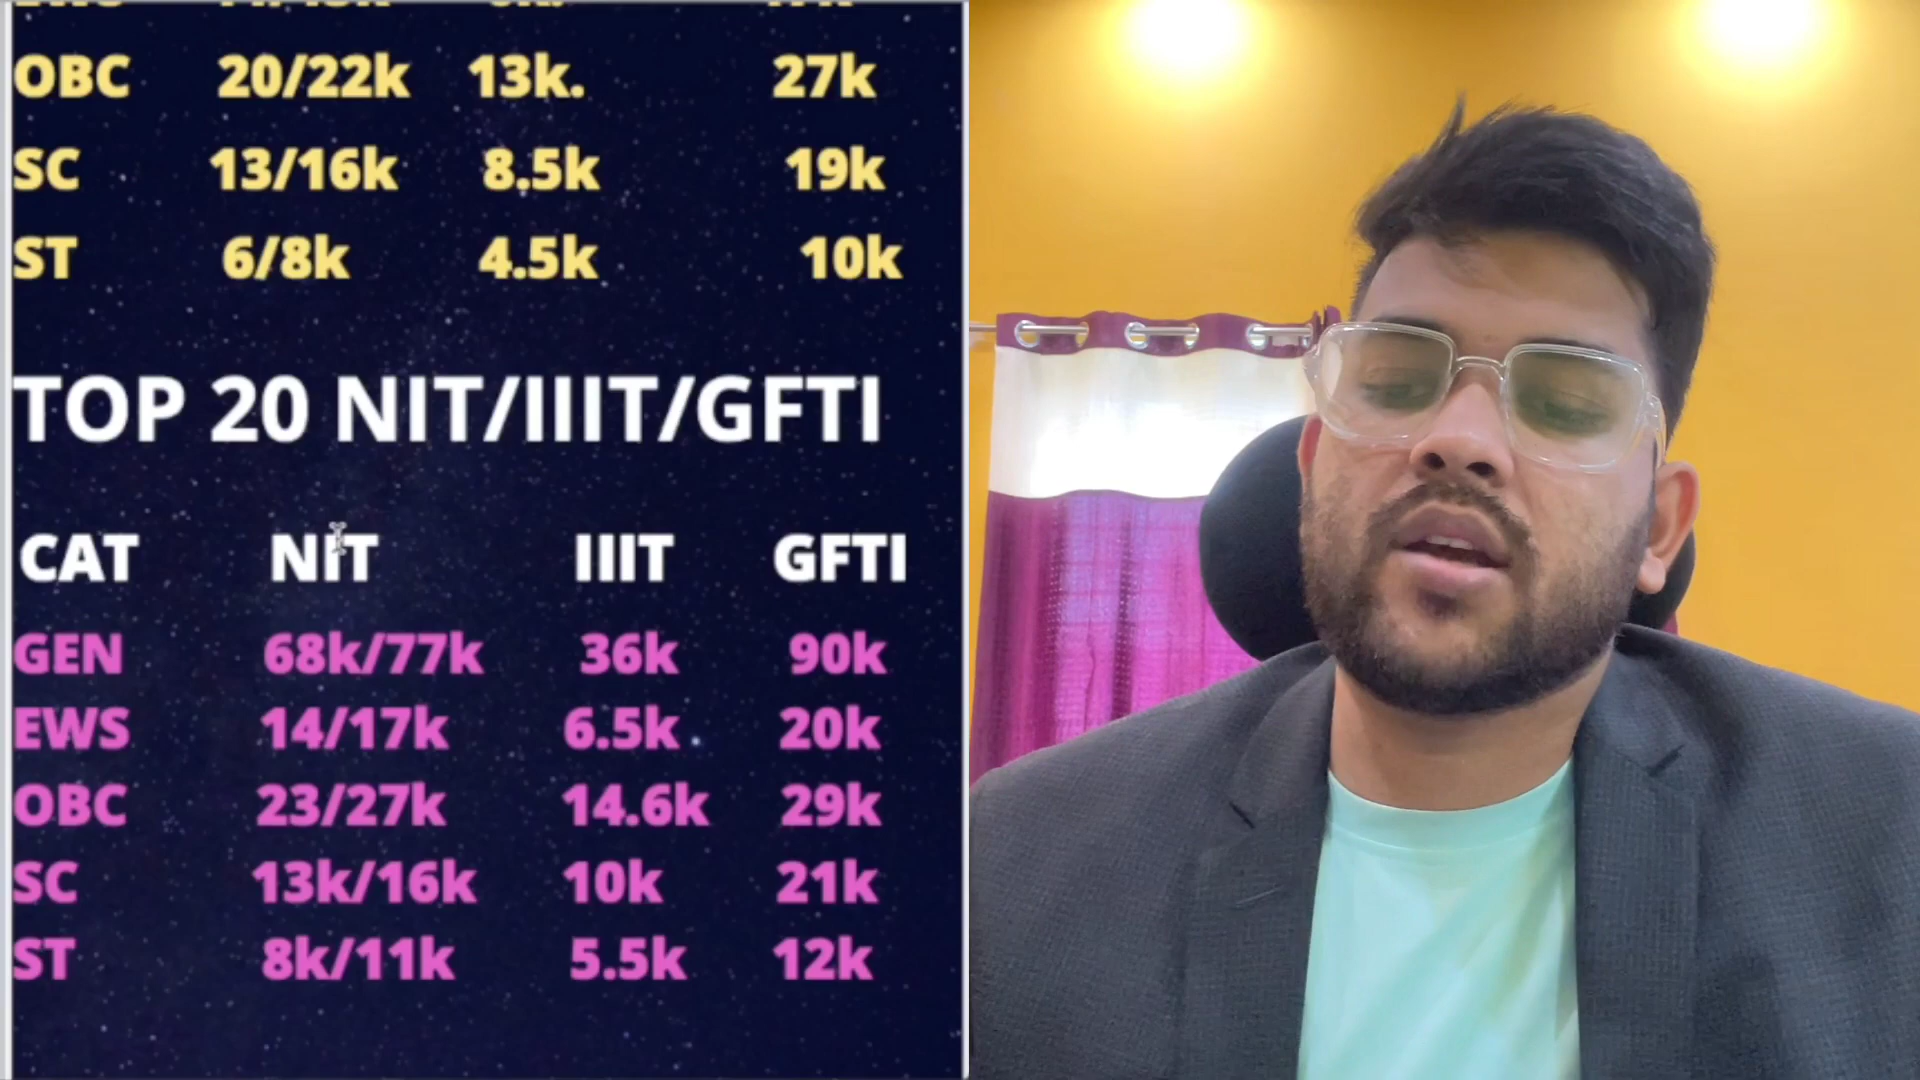 OBC 20/22k 13k. 27k
SC 13/16k 8.5k 19k
ST 6/8k 4.5k 10k
TOP 20 NIT/IIIT/GFTI
CAT NIT IIIT GFTI
GEN 68k/77k 36k 90k
EWS 14/17k 6.5k 20k
OBC 23/27k 14.6k 29k
SC 13k/16k 10k 21k
ST 8k/11k 5.5k 12k